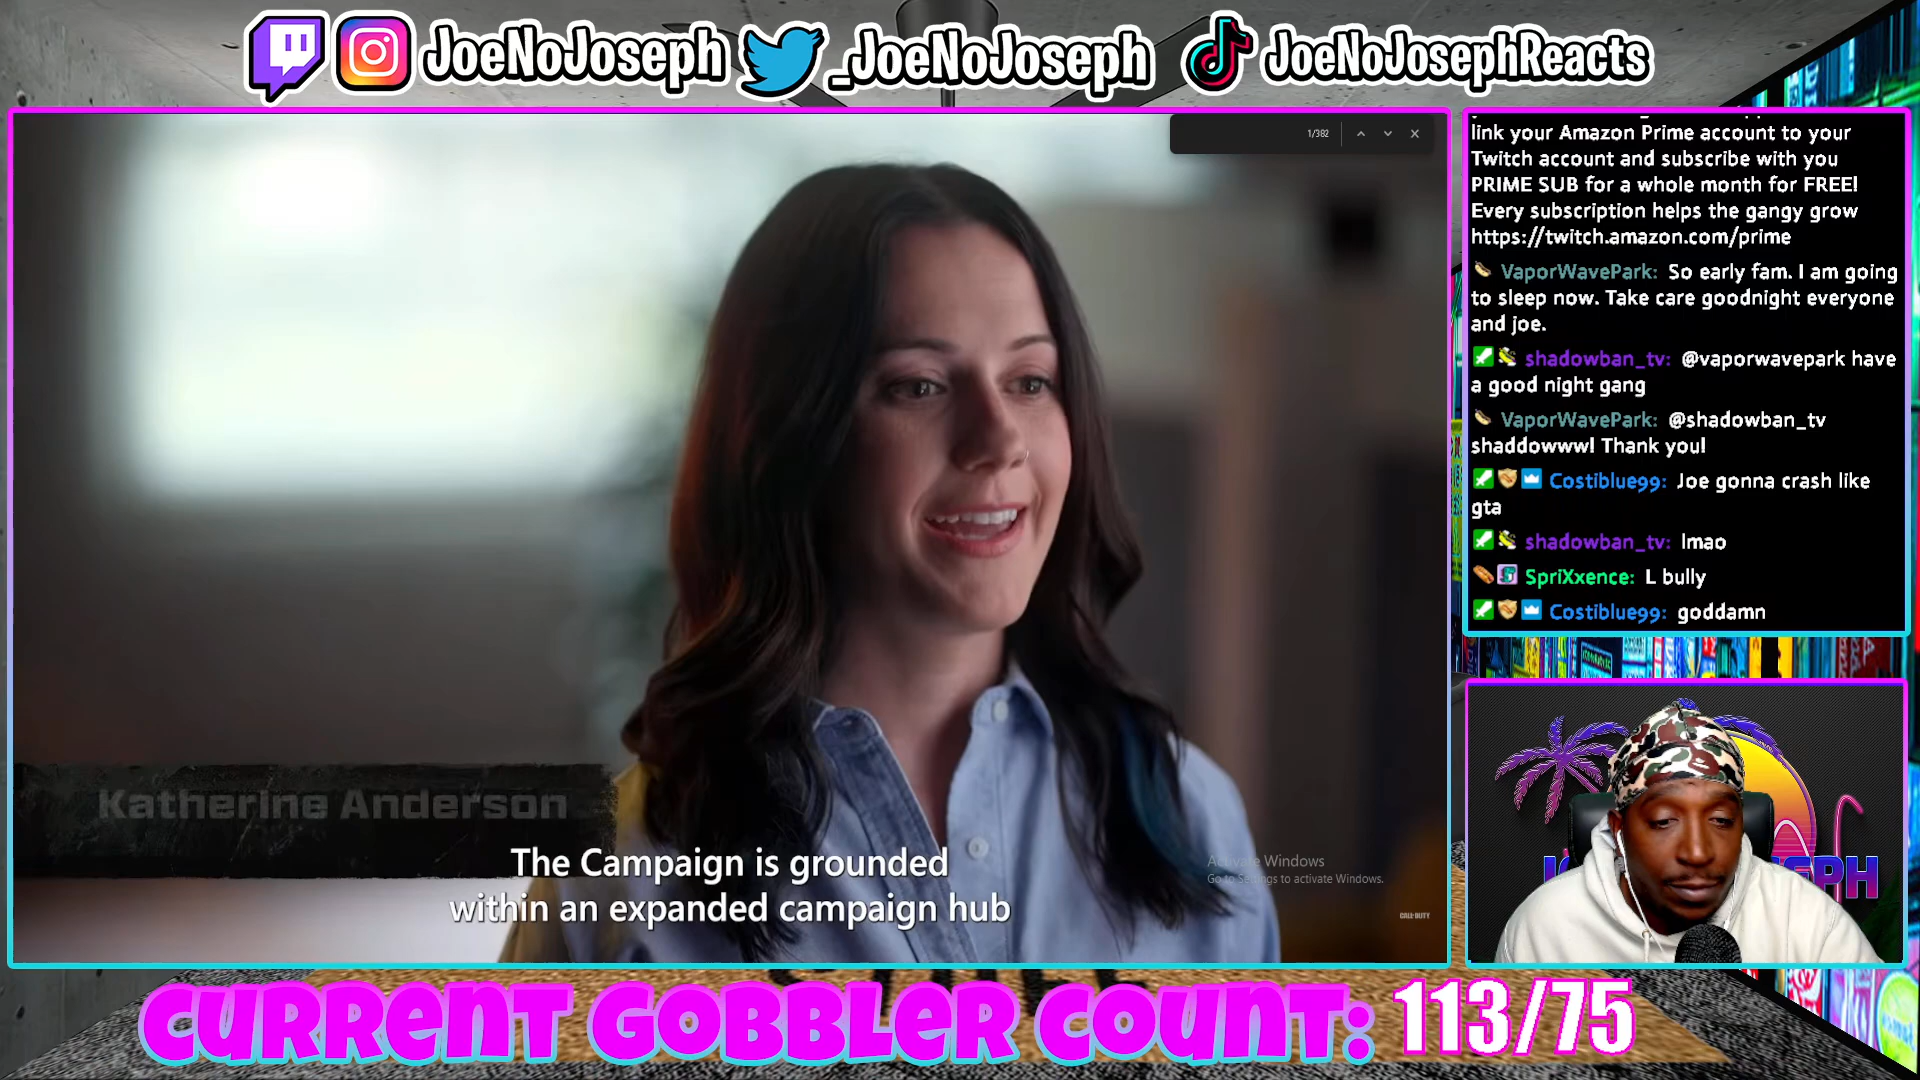 JoeNoJoseph
_JoeNoJoseph
JoeNoJosephReacts
1/382
link your Amazon Prime account to your
Twitch account and subscribe with you
PRIME SUB for a whole month for FREE!
Every subscription helps the gangy grow
https://twitch.amazon.com/prime
VaporWavePark: So early fam. I am going
to sleep now. Take care goodnight everyone
and joe.
shadowban_tv: @vaporwavepark have
a good night gang
VaporWavePark: @shadowban_tv
shaddowww! Thank you!
Costiblue99: Joe gonna crash like
gta
shadowban_tv: lmao
SpriXxence: L bully
Costiblue99: goddamn
Katherine Anderson
The Campaign is grounded
within an expanded campaign hub
Activate Windows
Go to Settings to activate Windows.
CALL·DUTY
CURRENT GOBBLER COUNT: 113/75